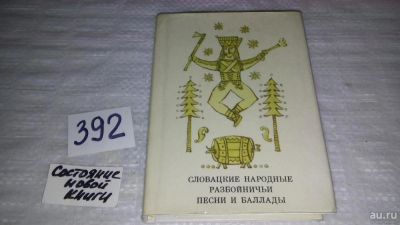 392
Состояние
новой
книги
СЛОВАЦКИЕ НАРОДНЫЕ
РАЗБОЙНИЧЬИ
ПЕСНИ И БАЛЛАДЫ
au.ru